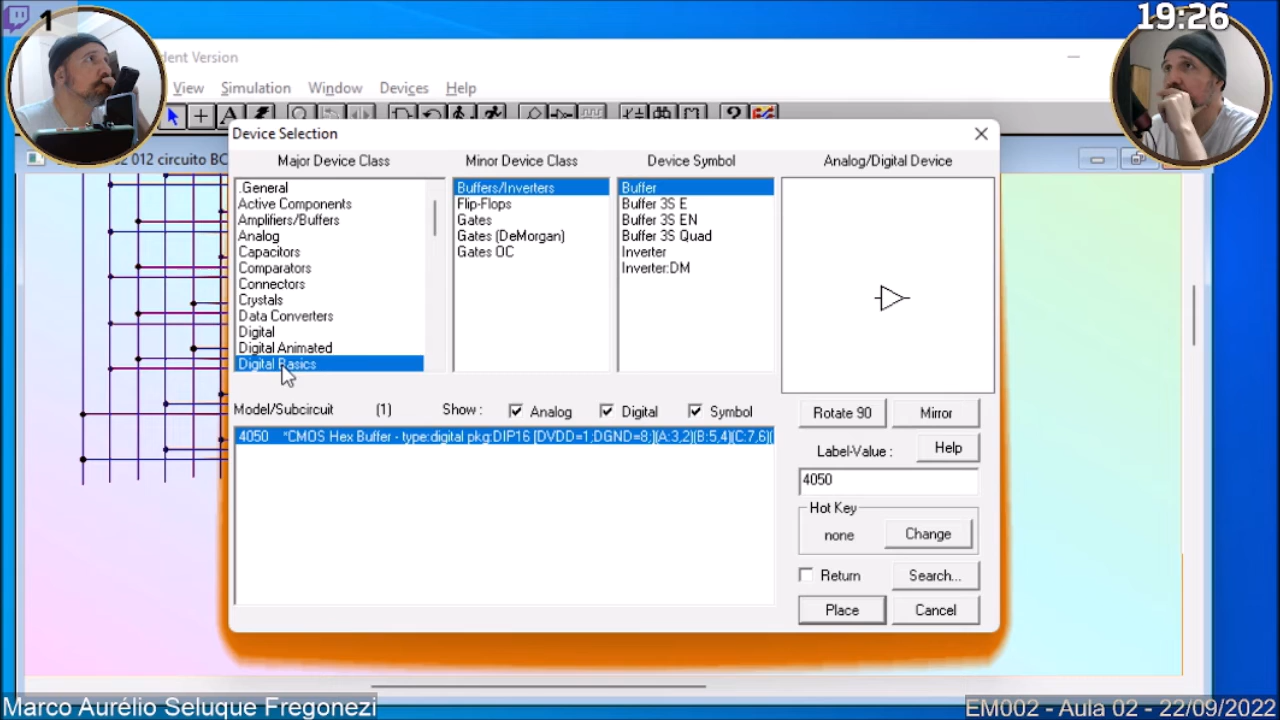 1
19:26
dent Version
View Simulation Window Devices Help
Device Selection
02 012 circuito BC
Major Device Class
.General
Active Components
Amplifiers/Buffers
Analog
Capacitors
Comparators
Connectors
Crystals
Data Converters
Digital
Digital Animated
Digital Basics
Minor Device Class
Buffers/Inverters
Flip-Flops
Gates
Gates (DeMorgan)
Gates OC
Device Symbol
Buffer
Buffer 3S E
Buffer 3S EN
Buffer 3S Quad
Inverter
Inverter:DM
Analog/Digital Device
Model/Subcircuit (1) Show : Analog Digital Symbol
4050 "CMOS Hex Buffer - type:digital pkg:DIP16 [DVDD=1;DGND=8;](A:3,2)(B:5,4)(C:7,6)(
Rotate 90 Mirror
Label-Value : Help
4050
Hot Key
none Change
Return Search...
Place Cancel
Marco Aurélio Seluque Fregonezi
EM002 - Aula 02 - 22/09/2022